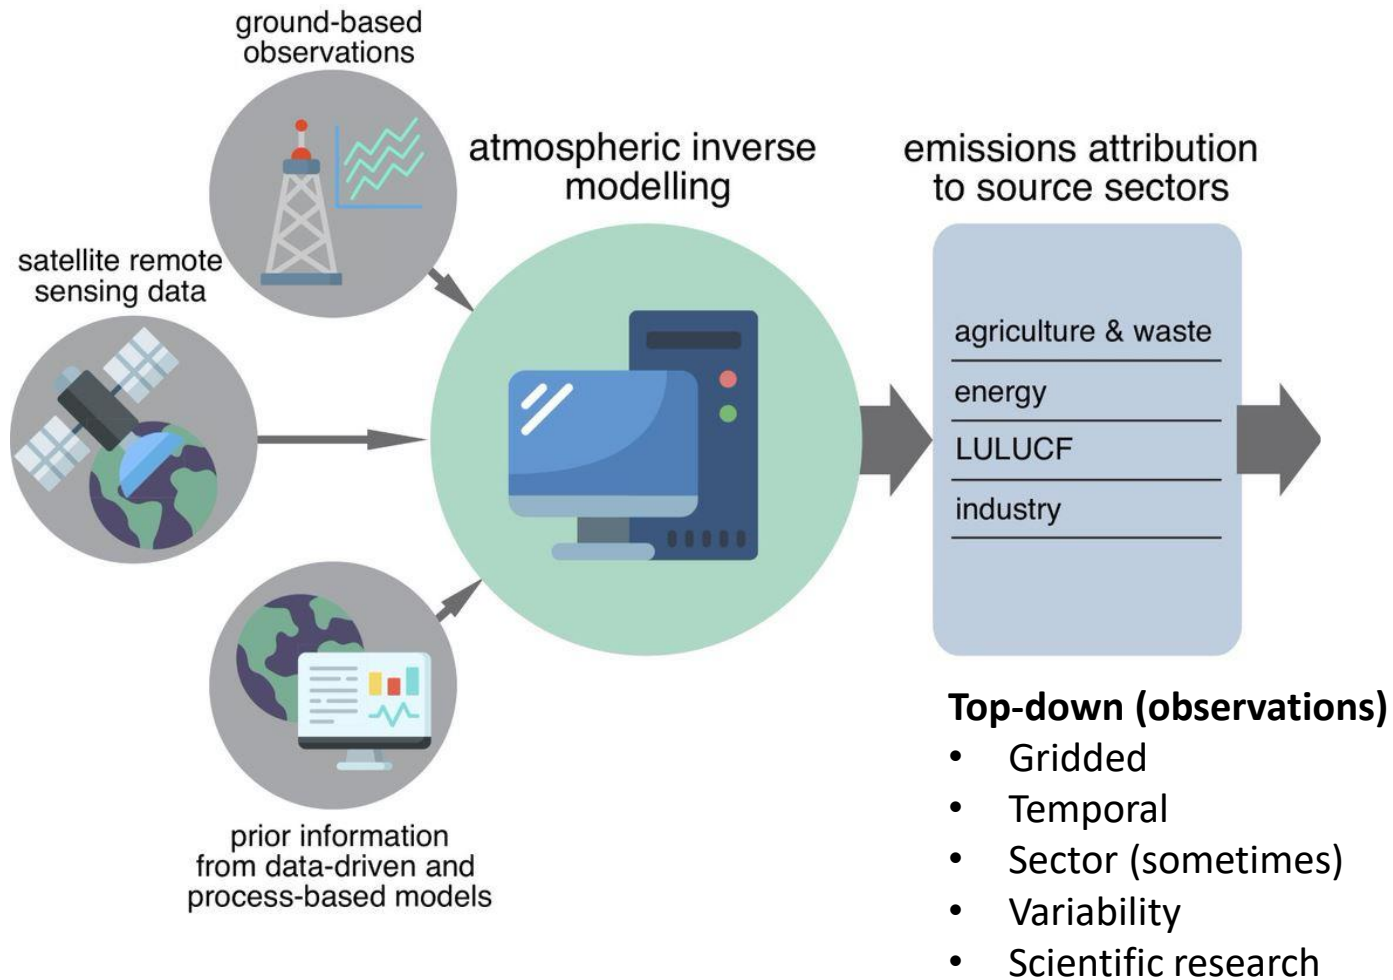 ground-based
observations
satellite remote
sensing data
prior information
from data-driven and
process-based models
atmospheric inverse
modelling
emissions attribution
to source sectors
agriculture & waste
energy
LULUCF
industry
Top-down (observations)
• Gridded
• Temporal
• Sector (sometimes)
• Variability
• Scientific research